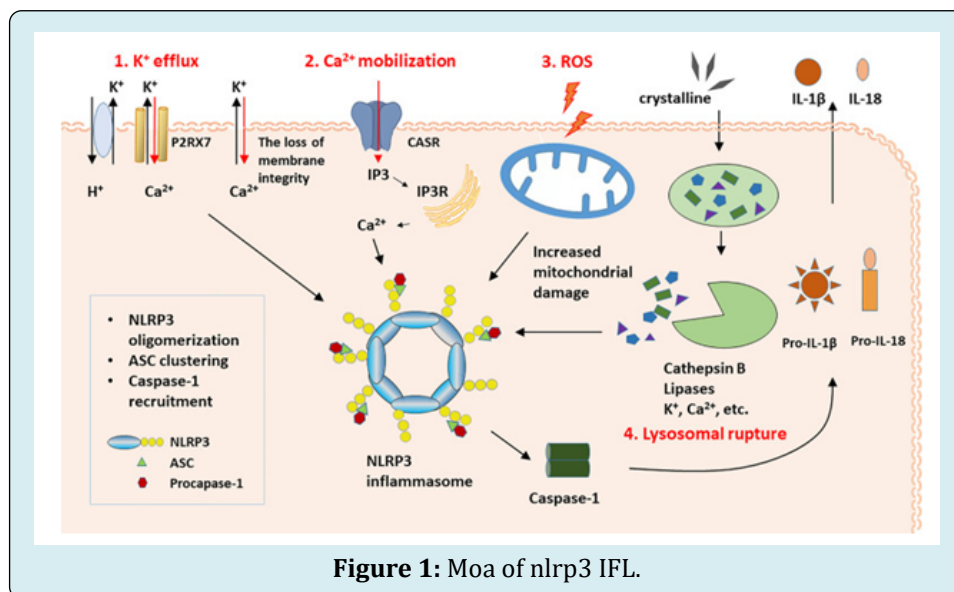 1. K⁺ efflux
2. Ca²⁺ mobilization
3. ROS
K⁺ K⁺ K⁺
P2RX7
The loss of
membrane
integrity
H⁺ Ca²⁺ Ca²⁺
CASR
IP3
IP3R
Ca²⁺
Increased
mitochondrial
damage
crystalline
IL-1β IL-18
Pro-IL-1β Pro-IL-18
Cathepsin B
Lipases
K⁺, Ca²⁺, etc.
4. Lysosomal rupture
• NLRP3
oligomerization
• ASC clustering
• Caspase-1
recruitment
NLRP3
ASC
Procapase-1
NLRP3
inflammasome
Caspase-1
Figure 1: Moa of nlrp3 IFL.